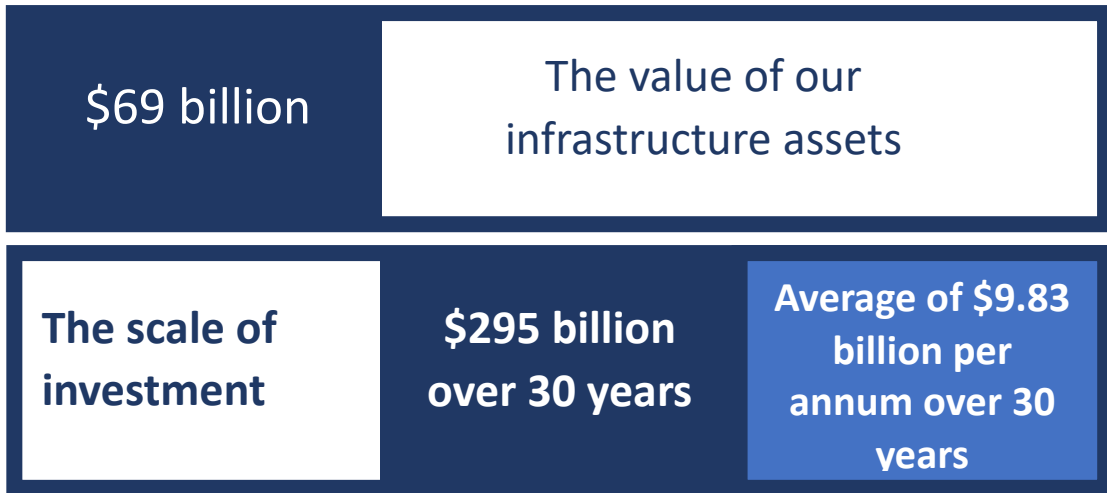 $69 billion
The value of our
infrastructure assets
The scale of
investment
$295 billion
over 30 years
Average of $9.83
billion per
annum over 30
years